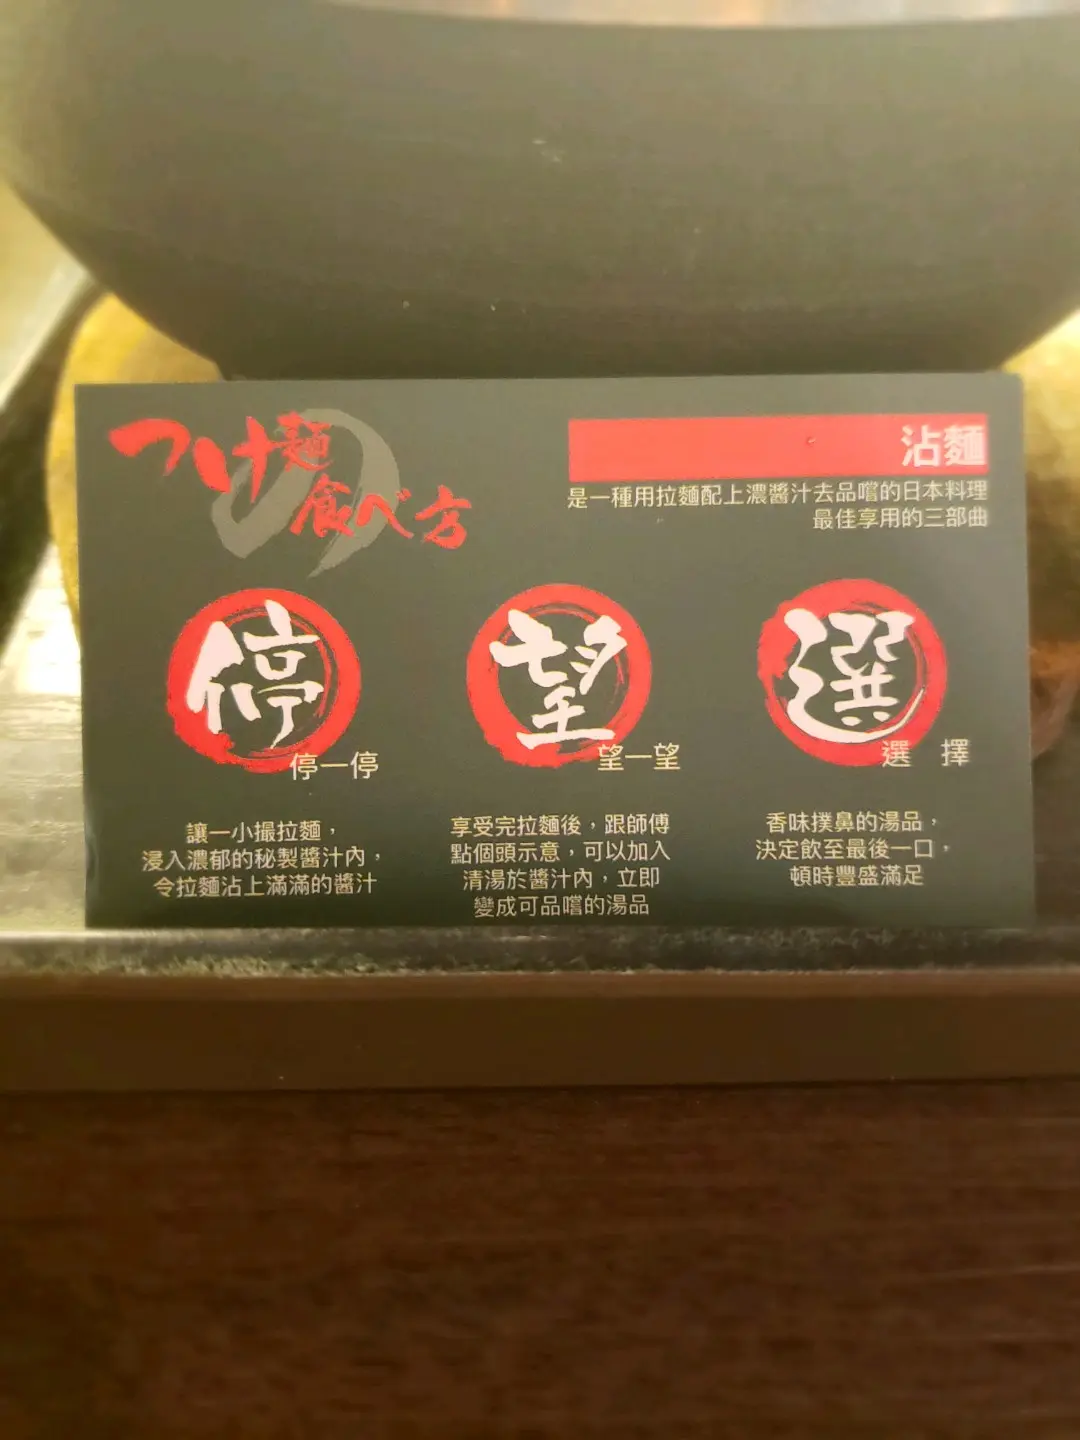 つけ麺の食べ方
沾麵
是一種用拉麵配上濃醬汁去品嚐的日本料理
最佳享用的三部曲
停
停一停
讓一小撮拉麵，
浸入濃郁的秘製醬汁內，
令拉麵沾上滿滿的醬汁
望
望一望
享受完拉麵後，跟師傅
點個頭示意，可以加入
清湯於醬汁內，立即
變成可品嚐的湯品
選
選　擇
香味撲鼻的湯品，
決定飲至最後一口，
頓時豐盛滿足